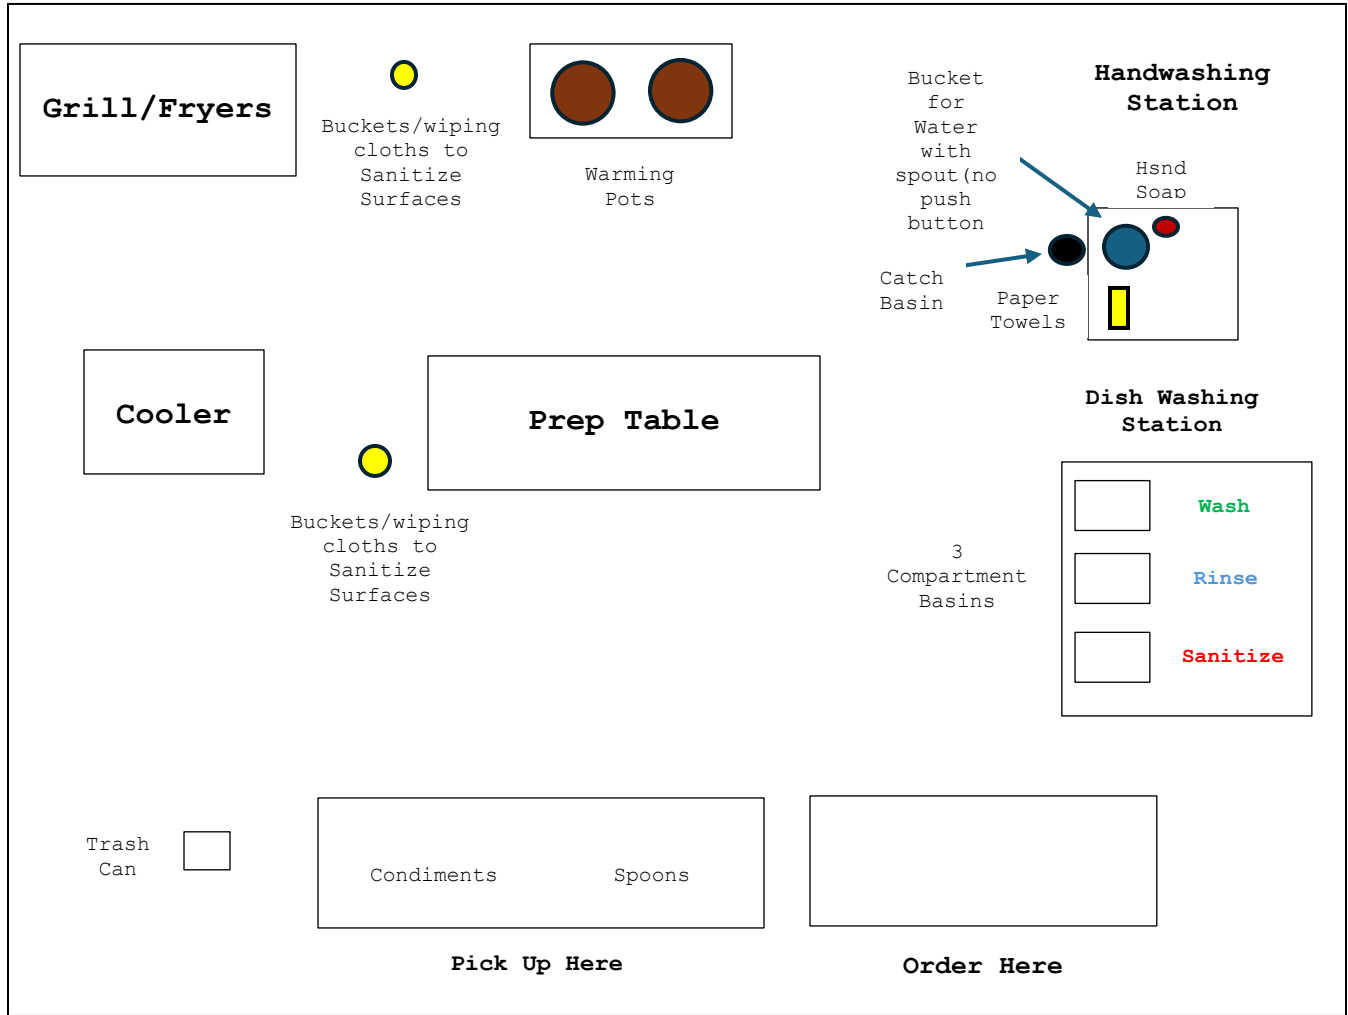 Grill/Fryers
Buckets/wiping
cloths to
Sanitize
Surfaces
Warming
Pots
Bucket
for
Water
with
spout(no
push
button
Handwashing
Station
Hsnd
Soap
Catch
Basin
Paper
Towels
Cooler
Prep Table
Buckets/wiping
cloths to
Sanitize
Surfaces
Dish Washing
Station
3
Compartment
Basins
Wash
Rinse
Sanitize
Trash
Can
Condiments
Spoons
Pick Up Here
Order Here